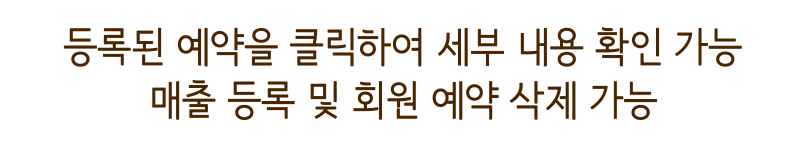 등록된 예약을 클릭하여 세부 내용 확인 가능
매출 등록 및 회원 예약 삭제 가능